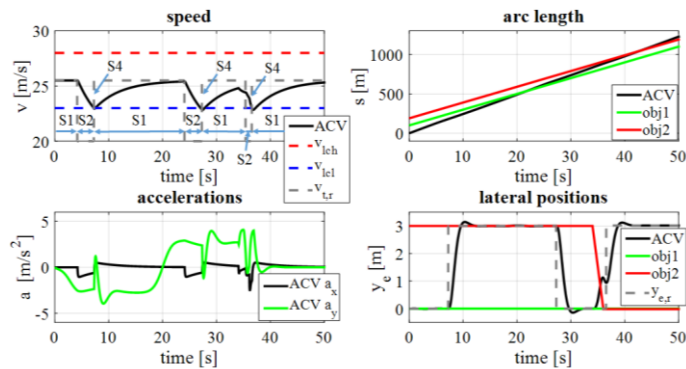 speed
30
25
20
v [m/s]
S4
S4
S4
S1
S2
S1
S2
S1
S1
S2
0
10
20
30
40
50
time [s]
ACV
v_lch
v_lcl
v_t,r
arc length
1000
500
0
s [m]
0
10
20
30
40
50
time [s]
ACV
obj1
obj2
accelerations
5
0
-5
a [m/s²]
0
10
20
30
40
50
time [s]
ACV a_x
ACV a_y
lateral positions
3
2
1
0
y_e [m]
0
10
20
30
40
50
time [s]
ACV
obj1
obj2
y_e,r